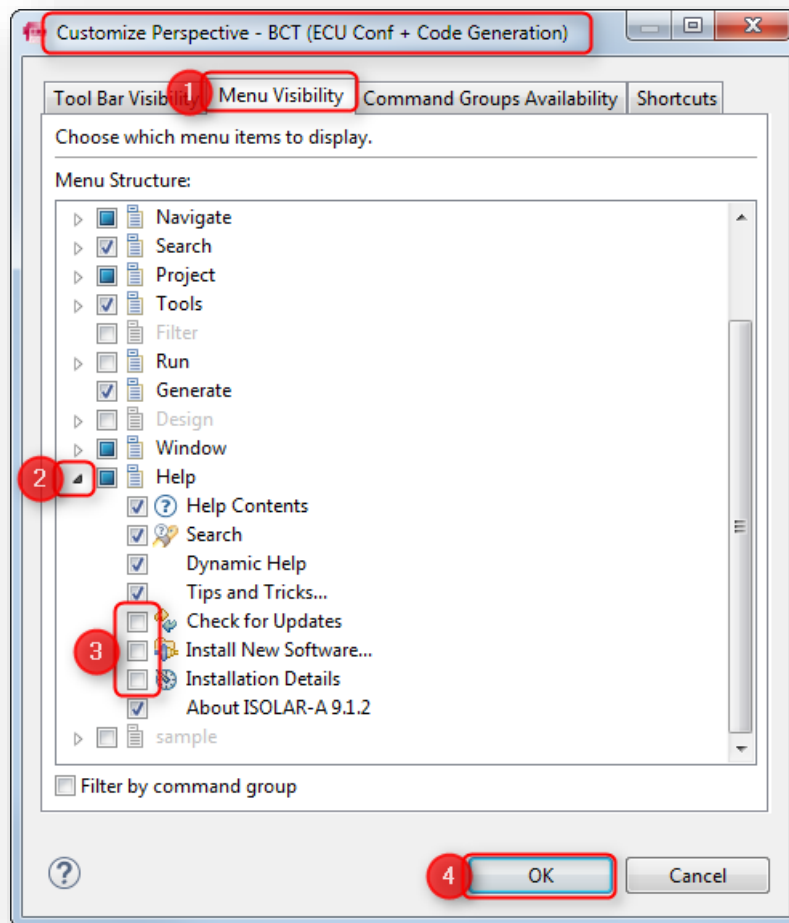 Customize Perspective - BCT (ECU Conf + Code Generation)
1
Tool Bar Visibility Menu Visibility Command Groups Availability Shortcuts
Choose which menu items to display.
Menu Structure:
Navigate
Search
Project
Tools
Filter
Run
Generate
Design
Window
2 Help
Help Contents
Search
Dynamic Help
Tips and Tricks...
Check for Updates
3 Install New Software...
Installation Details
About ISOLAR-A 9.1.2
sample
Filter by command group
? 4 OK Cancel